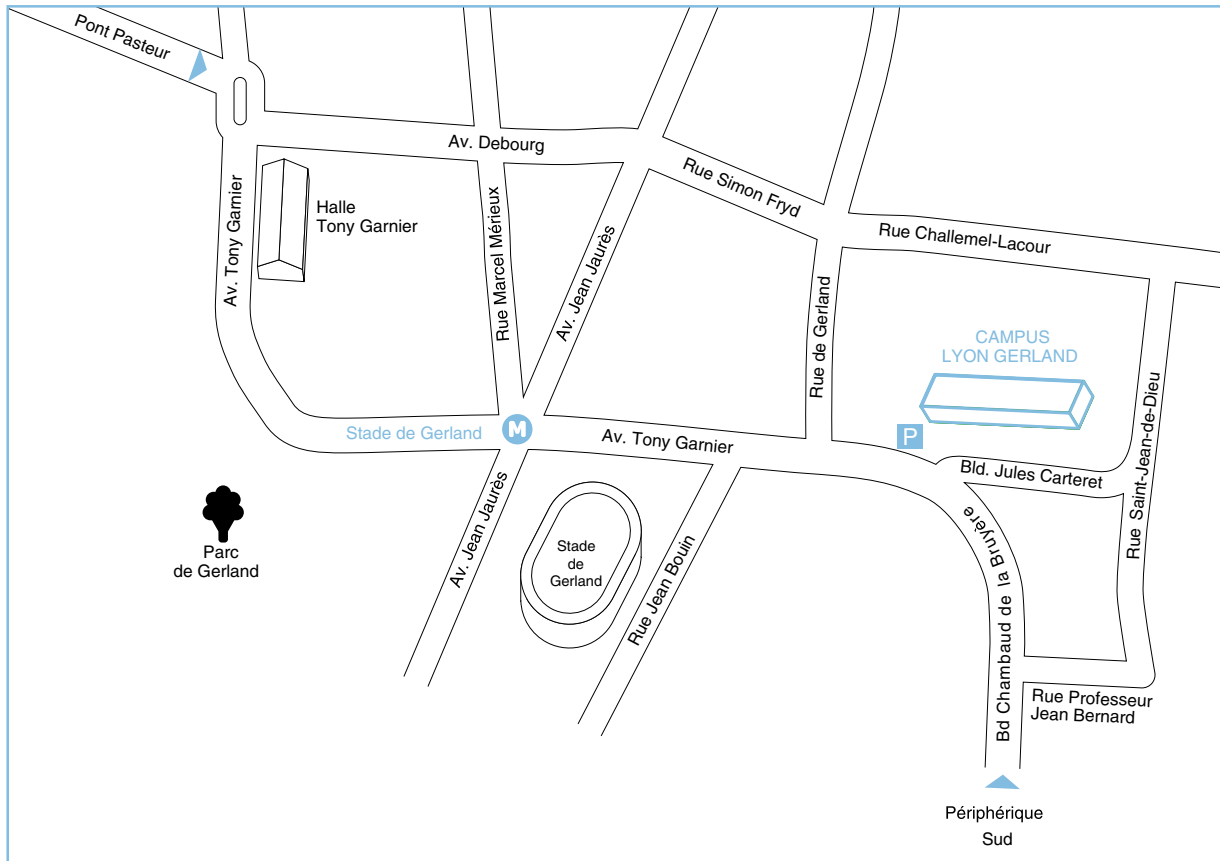 Pont Pasteur
Av. Debourg
Rue Simon Fryd
Rue Challemel-Lacour
Av. Tony Garnier
Halle
Tony Garnier
Rue Marcel Mérieux
Av. Jean Jaurès
Rue de Gerland
CAMPUS
LYON GERLAND
Rue Saint-Jean-de-Dieu
Stade de Gerland
M
Av. Tony Garnier
P
Bld. Jules Carteret
Parc
de Gerland
Av. Jean Jaurès
Stade
de
Gerland
Rue Jean Bouin
Bd Chambaud de la Bruyère
Rue Professeur
Jean Bernard
Périphérique
Sud